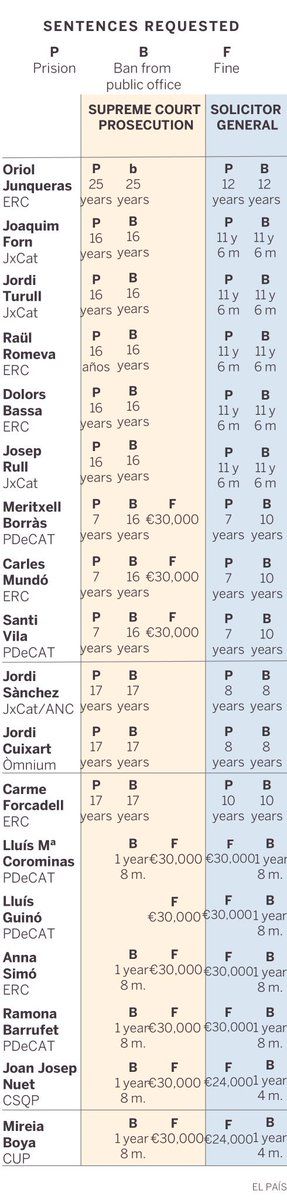 SENTENCES REQUESTED
P B F
Prision Ban from Fine
public office
SUPREME COURT SOLICITOR
PROSECUTION GENERAL
Oriol P b P B
Junqueras 25 25 12 12
ERC years years years years
Joaquim P B P B
Forn 16 16 11 y 11 y
JxCat years years 6 m 6 m
Jordi P B P B
Turull 16 16 11 y 11 y
JxCat years years 6 m 6 m
Raül P B P B
Romeva 16 16 11 y 11 y
ERC años years 6 m 6 m
Dolors P B P B
Bassa 16 16 11 y 11 y
ERC years years 6 m 6 m
Josep P B P B
Rull 16 16 11 y 11 y
JxCat years years 6 m 6 m
Meritxell P B F P B
Borràs 7 16 €30,000 7 10
PDeCAT years years years years
Carles P B F P B
Mundó 7 16 €30,000 7 10
ERC years years years years
Santi P B F P B
Vila 7 16 €30,000 7 10
PDeCAT years years years years
Jordi P B P B
Sànchez 17 17 8 8
JxCat/ANC years years years years
Jordi P B P B
Cuixart 17 17 8 8
Òmnium years years years years
Carme P B P B
Forcadell 17 17 10 10
ERC years years years years
Lluís Mª B F F B
Corominas 1 year €30,000 €30,000 1 year
PDeCAT 8 m. 8 m.
Lluís F F B
Guinó €30,000 €30,000 1 year
PDeCAT 8 m.
Anna B F F B
Simó 1 year €30,000 €30,000 1 year
ERC 8 m. 8 m.
Ramona B F F B
Barrufet 1 year €30,000 €30,000 1 year
PDeCAT 8 m. 8 m.
Joan Josep B F F B
Nuet 1 year €30,000 €24,000 1 year
CSQP 8 m. 4 m.
Mireia B F F B
Boya 1 year €30,000 €24,000 1 year
CUP 8 m. 4 m.
EL PAÍS